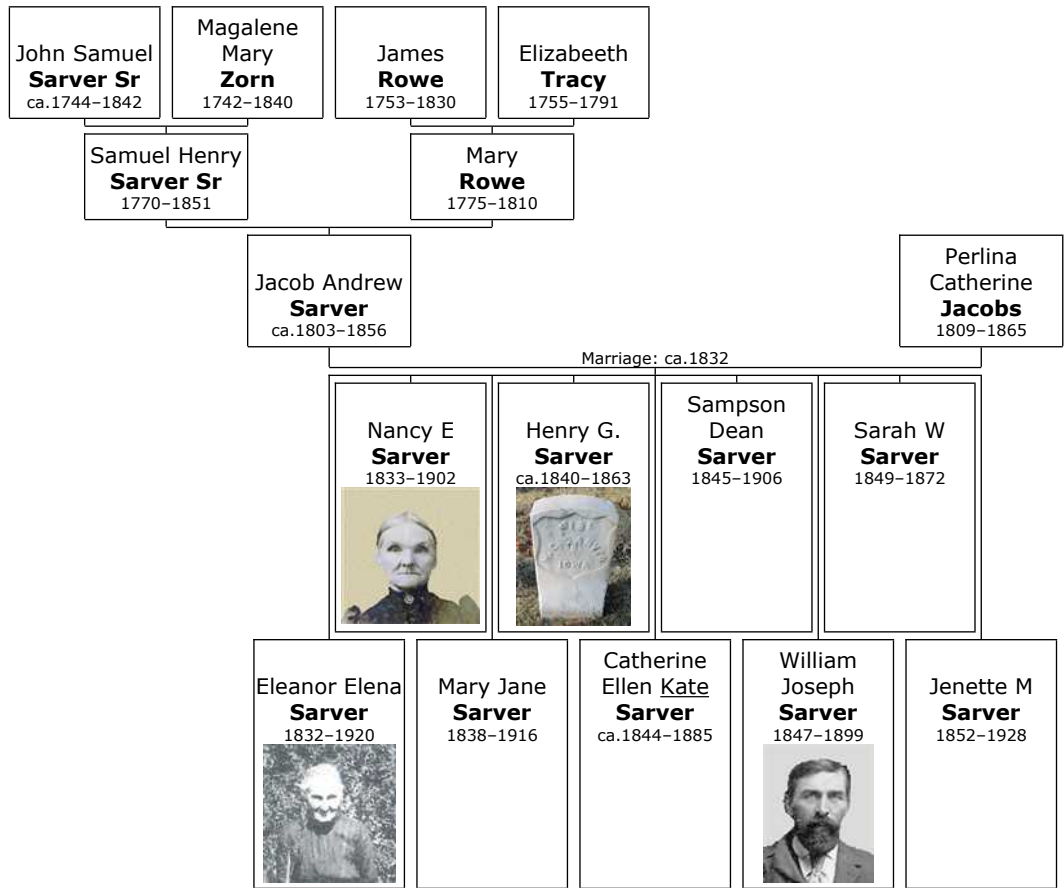 John Samuel
Sarver Sr
ca.1744–1842
Magalene
Mary
Zorn
1742–1840
James
Rowe
1753–1830
Elizabeeth
Tracy
1755–1791
Samuel Henry
Sarver Sr
1770–1851
Mary
Rowe
1775–1810
Jacob Andrew
Sarver
ca.1803–1856
Perlina
Catherine
Jacobs
1809–1865
Marriage: ca.1832
Nancy E
Sarver
1833–1902
Henry G.
Sarver
ca.1840–1863
IOWA
Sampson
Dean
Sarver
1845–1906
Sarah W
Sarver
1849–1872
Eleanor Elena
Sarver
1832–1920
Mary Jane
Sarver
1838–1916
Catherine
Ellen Kate
Sarver
ca.1844–1885
William
Joseph
Sarver
1847–1899
Jenette M
Sarver
1852–1928